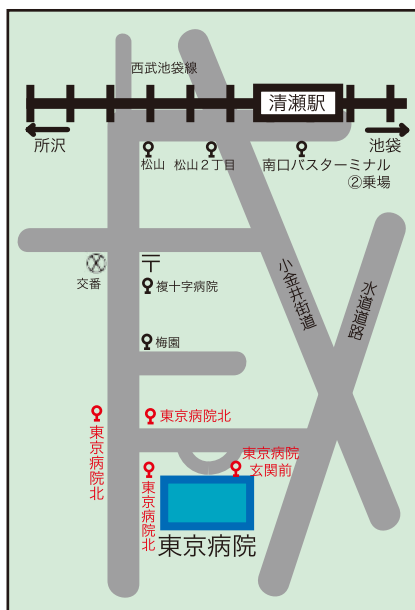 西武池袋線
清瀬駅
所沢
池袋
松山
松山2丁目
南口バスターミナル
②乗場
交番
複十字病院
小金井街道
水道道路
梅園
東京病院北
東京病院北
東京病院
玄関前
東京病院北
東京病院